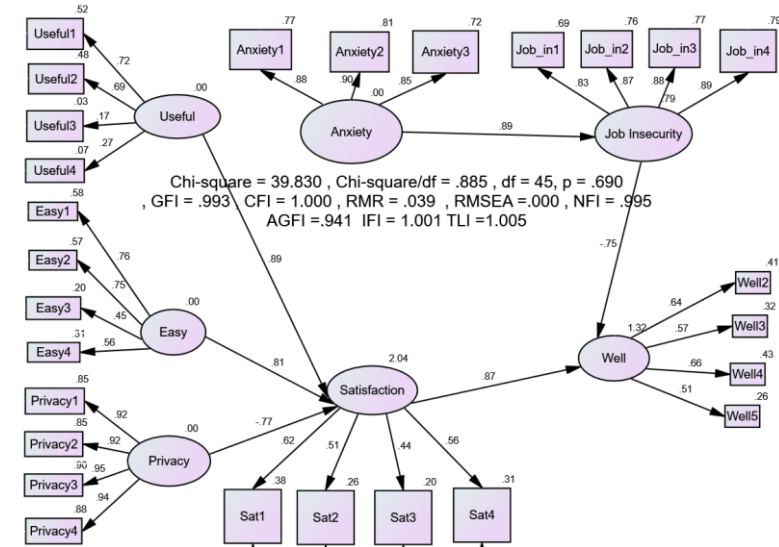 .52
Useful1
.72
.48
Useful2
.69
.03
Useful3
.17
.07
.27
Useful4
.00
Useful
.77
Anxiety1
.88
.81
Anxiety2
.90
.72
Anxiety3
.85
.00
Anxiety
.89
.69
Job_in1
.83
.76
Job_in2
.87
.77
Job_in3
.88
.79
Job_in4
.89
.79
Job Insecurity
Chi-square = 39.830 , Chi-square/df = .885 , df = 45, p = .690
, GFI = .993 , CFI = 1.000 , RMR = .039 , RMSEA =.000 , NFI = .995
AGFI =.941 IFI = 1.001 TLI =1.005
.58
Easy1
.76
.57
Easy2
.75
.20
Easy3
.45
.31
Easy4
.56
.00
Easy
.89
.81
-.75
.85
Privacy1
.92
.85
Privacy2
.92
.90
Privacy3
.95
.88
Privacy4
.94
.00
Privacy
-.77
2.04
Satisfaction
.87
1.32
Well
.41
Well2
.64
.32
Well3
.57
.43
Well4
.66
.26
Well5
.51
.62
.38
Sat1
.51
.26
Sat2
.44
.20
Sat3
.56
.31
Sat4